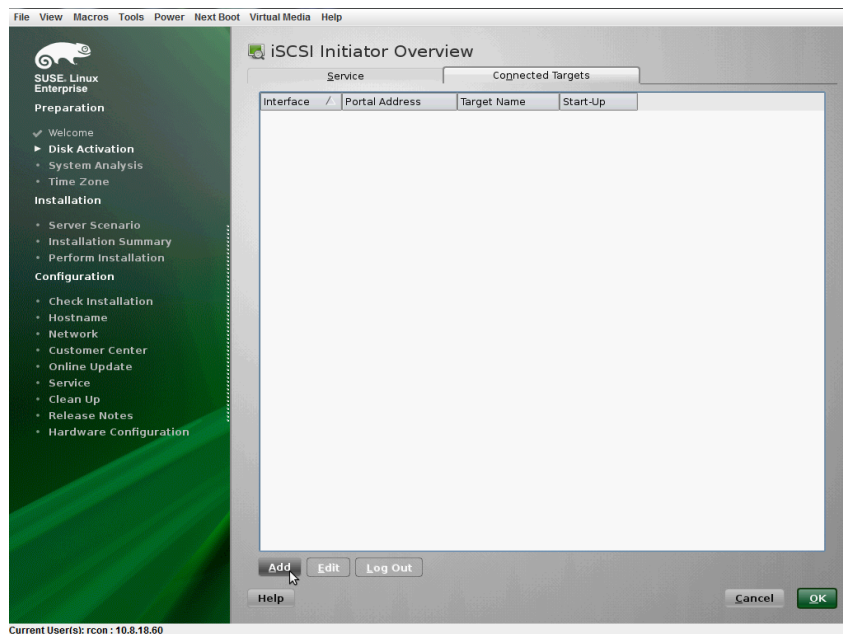 File View Macros Tools Power Next Boot Virtual Media Help
SUSE. Linux
Enterprise
Preparation
Welcome
Disk Activation
System Analysis
Time Zone
Installation
Server Scenario
Installation Summary
Perform Installation
Configuration
Check Installation
Hostname
Network
Customer Center
Online Update
Service
Clean Up
Release Notes
Hardware Configuration
iSCSI Initiator Overview
Service Connected Targets
Interface Portal Address Target Name Start-Up
Add Edit Log Out
Help Cancel OK
Current User(s): rcon : 10.8.18.60